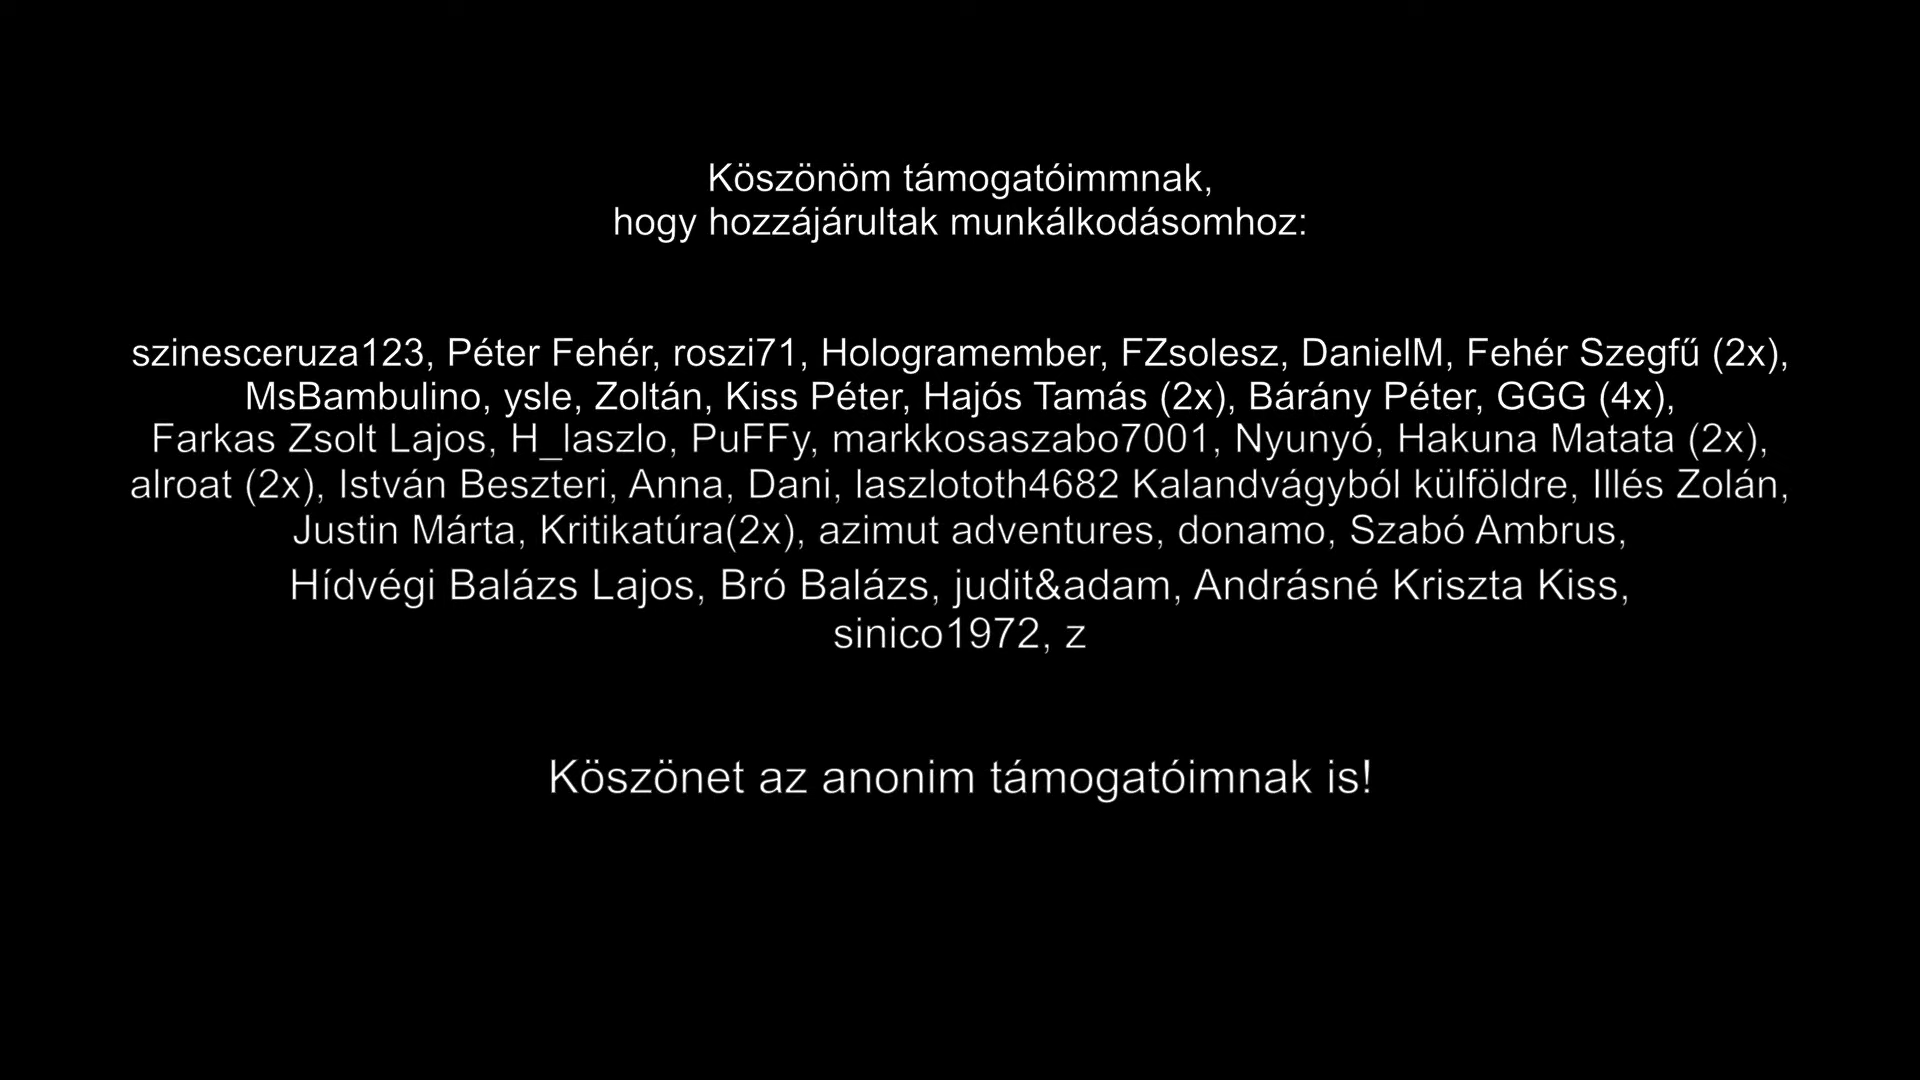 Köszönöm támogatóimmnak,
hogy hozzájárultak munkálkodásomhoz:
szinesceruza123, Péter Fehér, roszi71, Hologramember, FZsolesz, DanielM, Fehér Szegfű (2x),
MsBambulino, ysle, Zoltán, Kiss Péter, Hajós Tamás (2x), Bárány Péter, GGG (4x),
Farkas Zsolt Lajos, H_laszlo, PuFFy, markkosaszabo7001, Nyunyó, Hakuna Matata (2x),
alroat (2x), István Beszteri, Anna, Dani, laszlototh4682 Kalandvágyból külföldre, Illés Zolán,
Justin Márta, Kritikatúra(2x), azimut adventures, donamo, Szabó Ambrus,
Hídvégi Balázs Lajos, Bró Balázs, judit&adam, Andrásné Kriszta Kiss,
sinico1972, z
Köszönet az anonim támogatóimnak is!